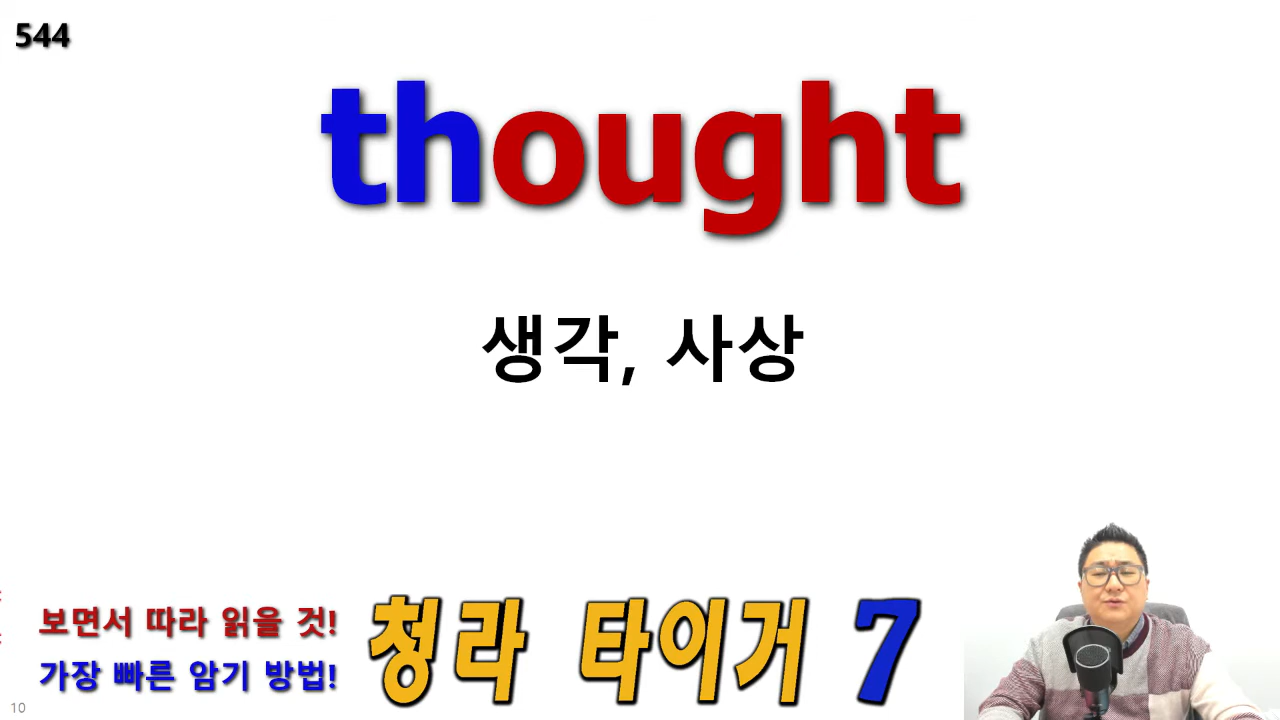 544
thought
생각, 사상
보면서 따라 읽을 것!
가장 빠른 암기 방법!
청라 타이거 7
10